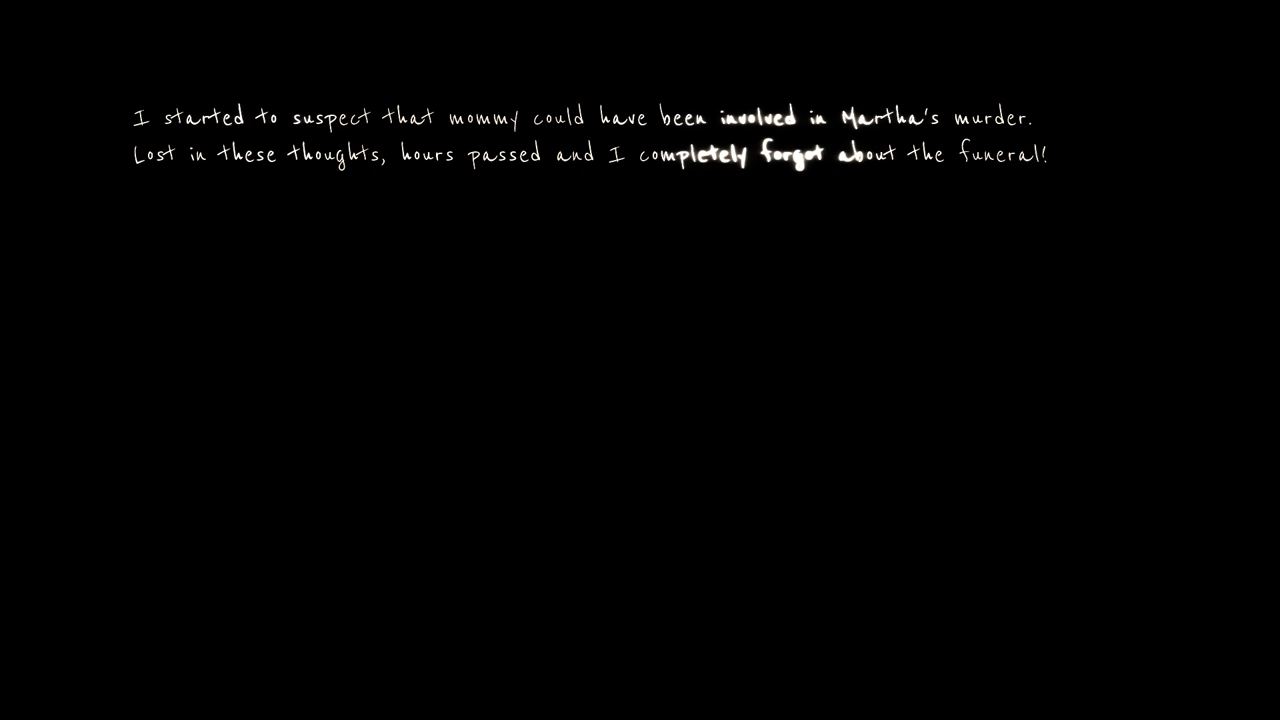 I started to suspect that mommy could have been involved in Martha's murder.
Lost in these thoughts, hours passed and I completely forgot about the funeral!